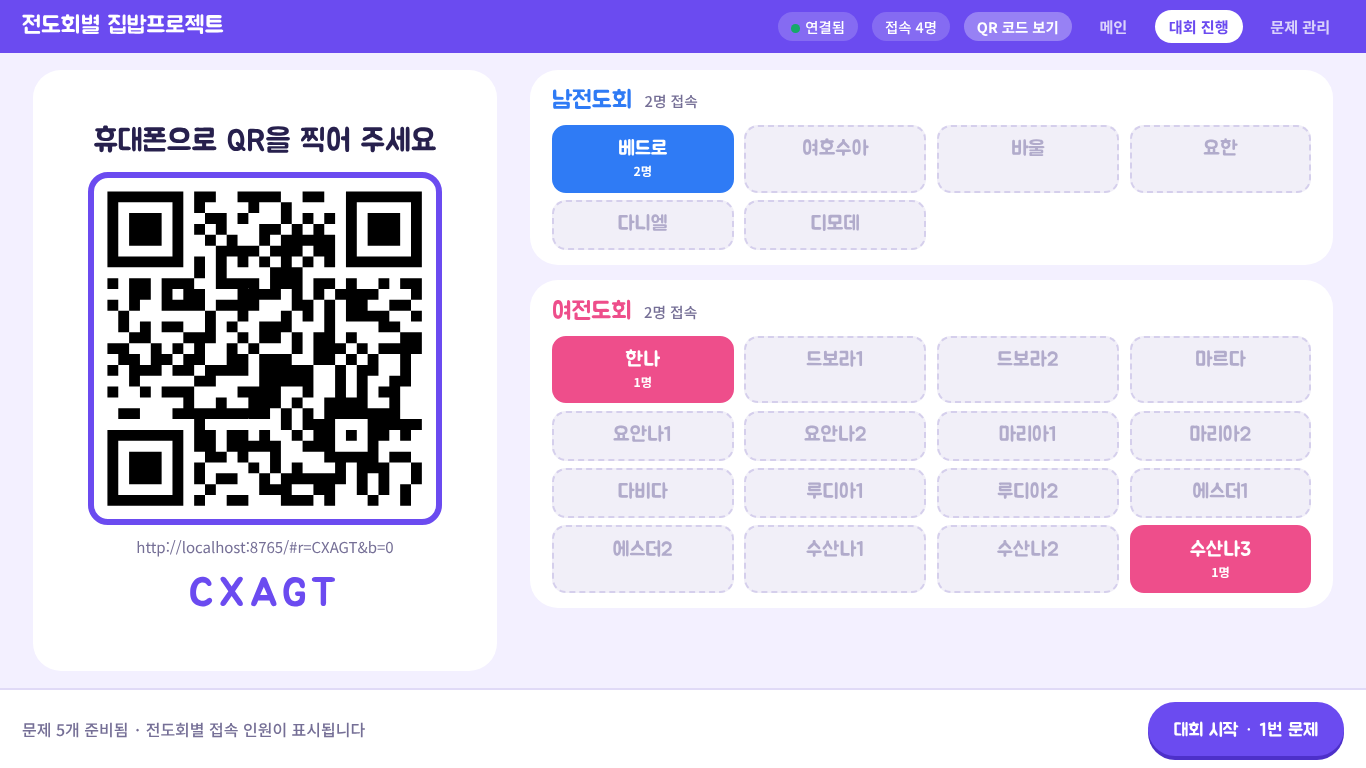 전도회별 집밥프로젝트
연결됨
접속 4명
QR 코드 보기
메인
대회 진행
문제 관리
휴대폰으로 QR을 찍어 주세요
http://localhost:8765/#r=CXAGT&b=0
CXAGT
남전도회 2명 접속
베드로
2명
여호수아
바울
요한
다니엘
디모데
여전도회 2명 접속
한나
1명
드보라1
드보라2
마르다
요안나1
요안나2
마리아1
마리아2
다비다
루디아1
루디아2
에스더1
에스더2
수산나1
수산나2
수산나3
1명
문제 5개 준비됨 · 전도회별 접속 인원이 표시됩니다
대회 시작 · 1번 문제